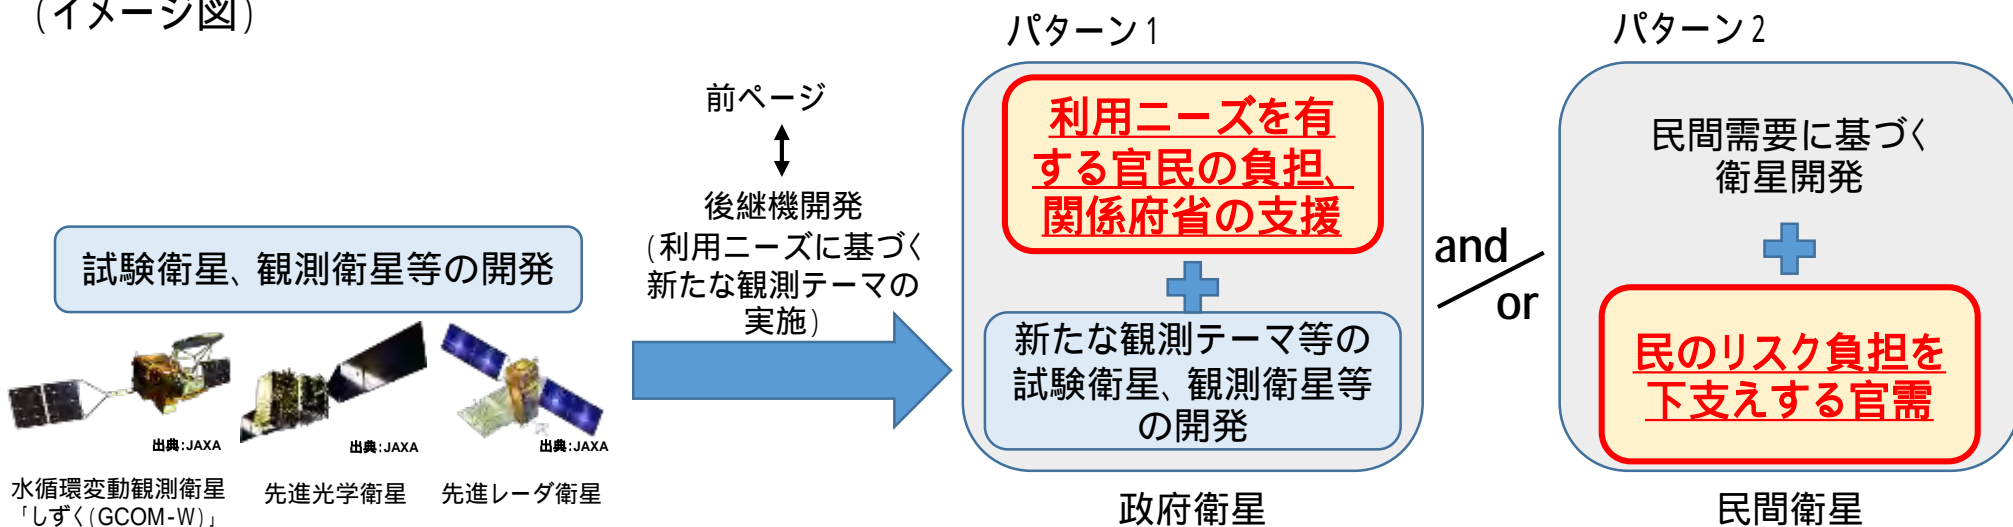 (イメージ図)
試験衛星、観測衛星等の開発
出典:JAXA
出典:JAXA
出典:JAXA
水循環変動観測衛星
「しずく(GCOM-W)」
先進光学衛星
先進レーダ衛星
前ページ
後継機開発
(利用ニーズに基づく
新たな観測テーマの
実施)
パターン1
利用ニーズを有
する官民の負担、
関係府省の支援
新たな観測テーマ等の
試験衛星、観測衛星等
の開発
政府衛星
and
or
パターン2
民間需要に基づく
衛星開発
民のリスク負担を
下支えする官需
民間衛星